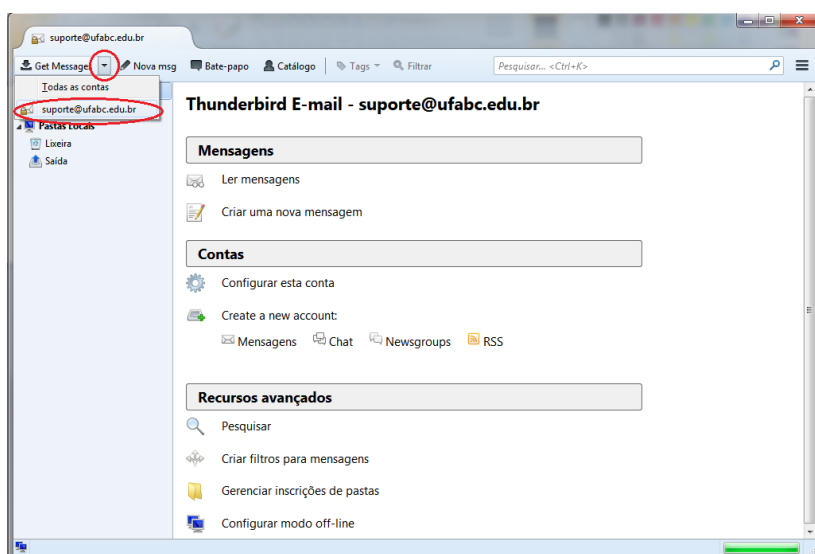 suporte@ufabc.edu.br
Get Messages Nova msg Bate-papo Catálogo Tags Filtrar Pesquisar... <Ctrl+K>
Todas as contas
suporte@ufabc.edu.br
Pastas Locais
Lixeira
Saída
Thunderbird E-mail - suporte@ufabc.edu.br
Mensagens
Ler mensagens
Criar uma nova mensagem
Contas
Configurar esta conta
Create a new account:
Mensagens Chat Newsgroups RSS
Recursos avançados
Pesquisar
Criar filtros para mensagens
Gerenciar inscrições de pastas
Configurar modo off-line